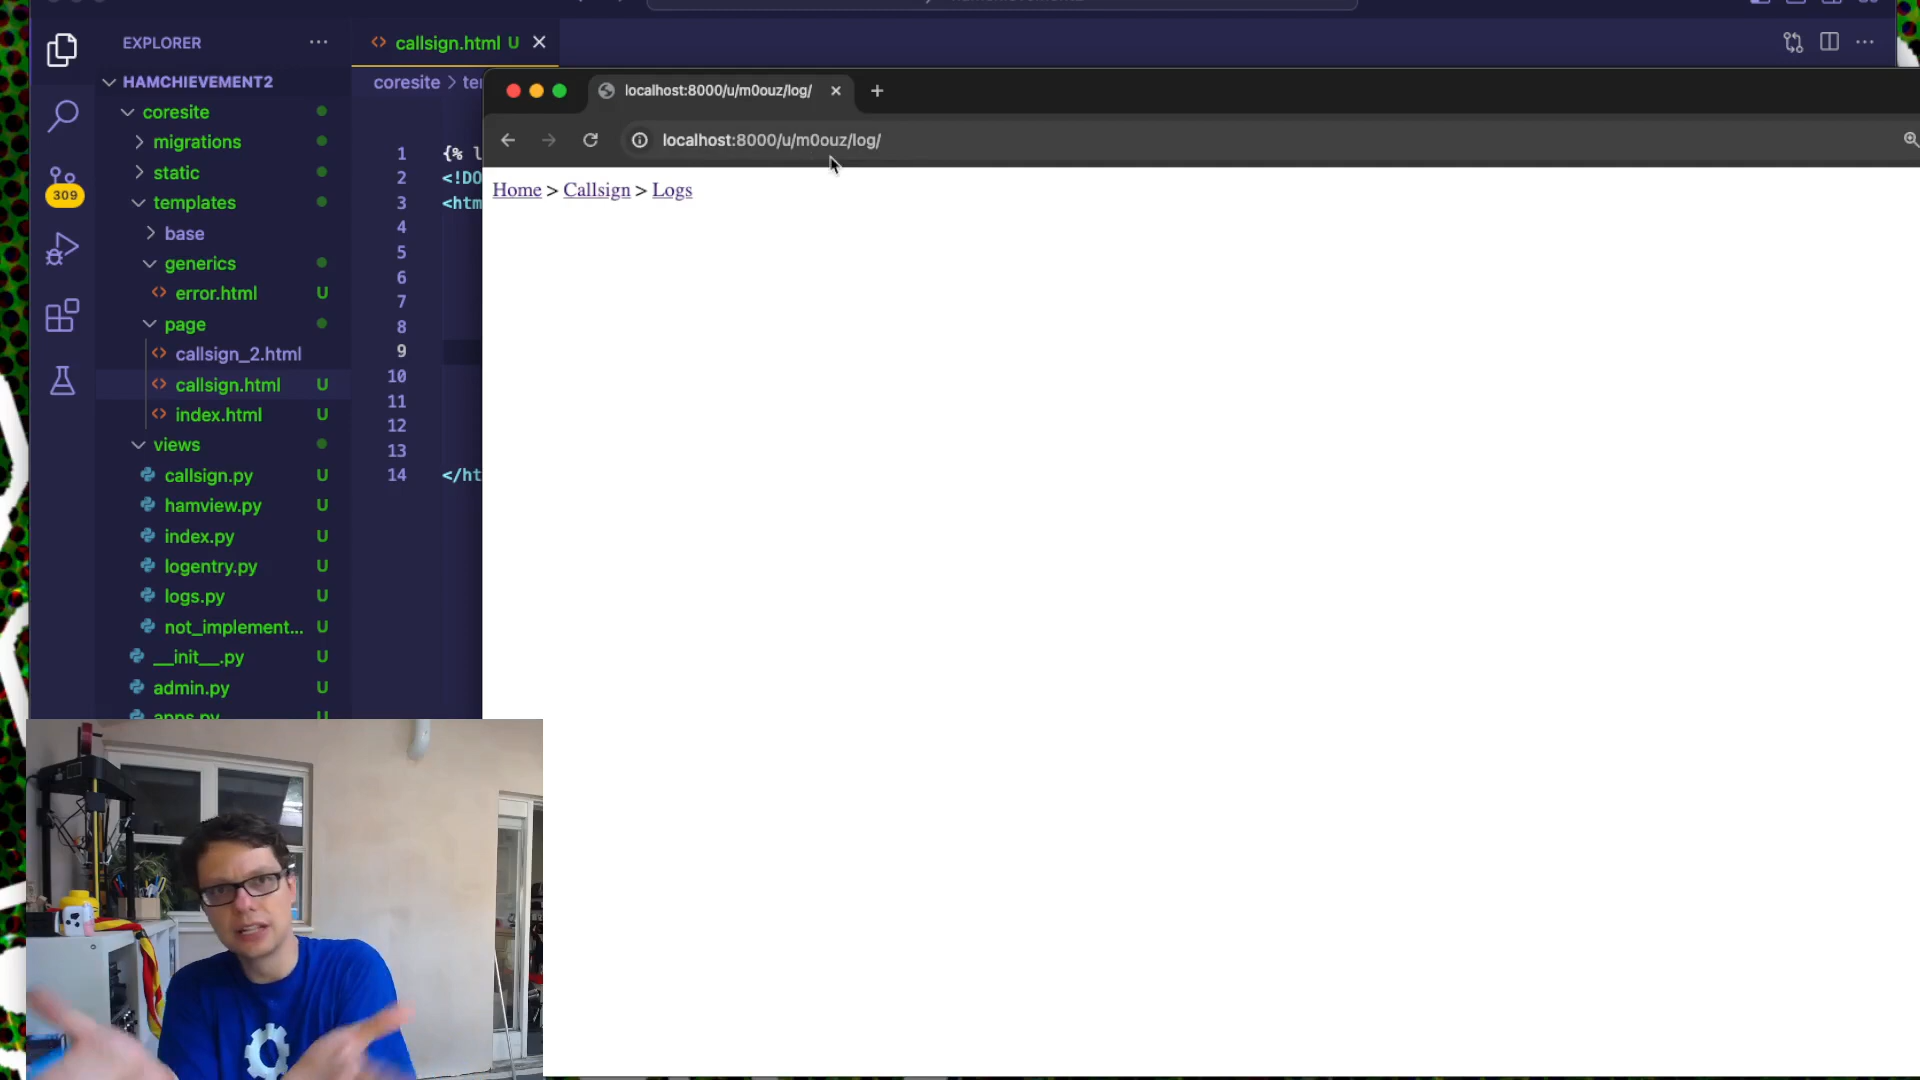 EXPLORER
HAMCHIEVEMENT2
coresite
migrations
static
templates
base
generics
error.html U
page
callsign_2.html
callsign.html U
index.html U
views
callsign.py U
hamview.py U
index.py U
logentry.py U
logs.py U
not_implement... U
__init__.py U
admin.py U
apps.py U
309
callsign.html U
coresite > te
1 {% l
2 <!DO
3 <htm
4
5
6
7
8
9
10
11
12
13
14 </ht
localhost:8000/u/m0ouz/log/
localhost:8000/u/m0ouz/log/
Home > Callsign > Logs